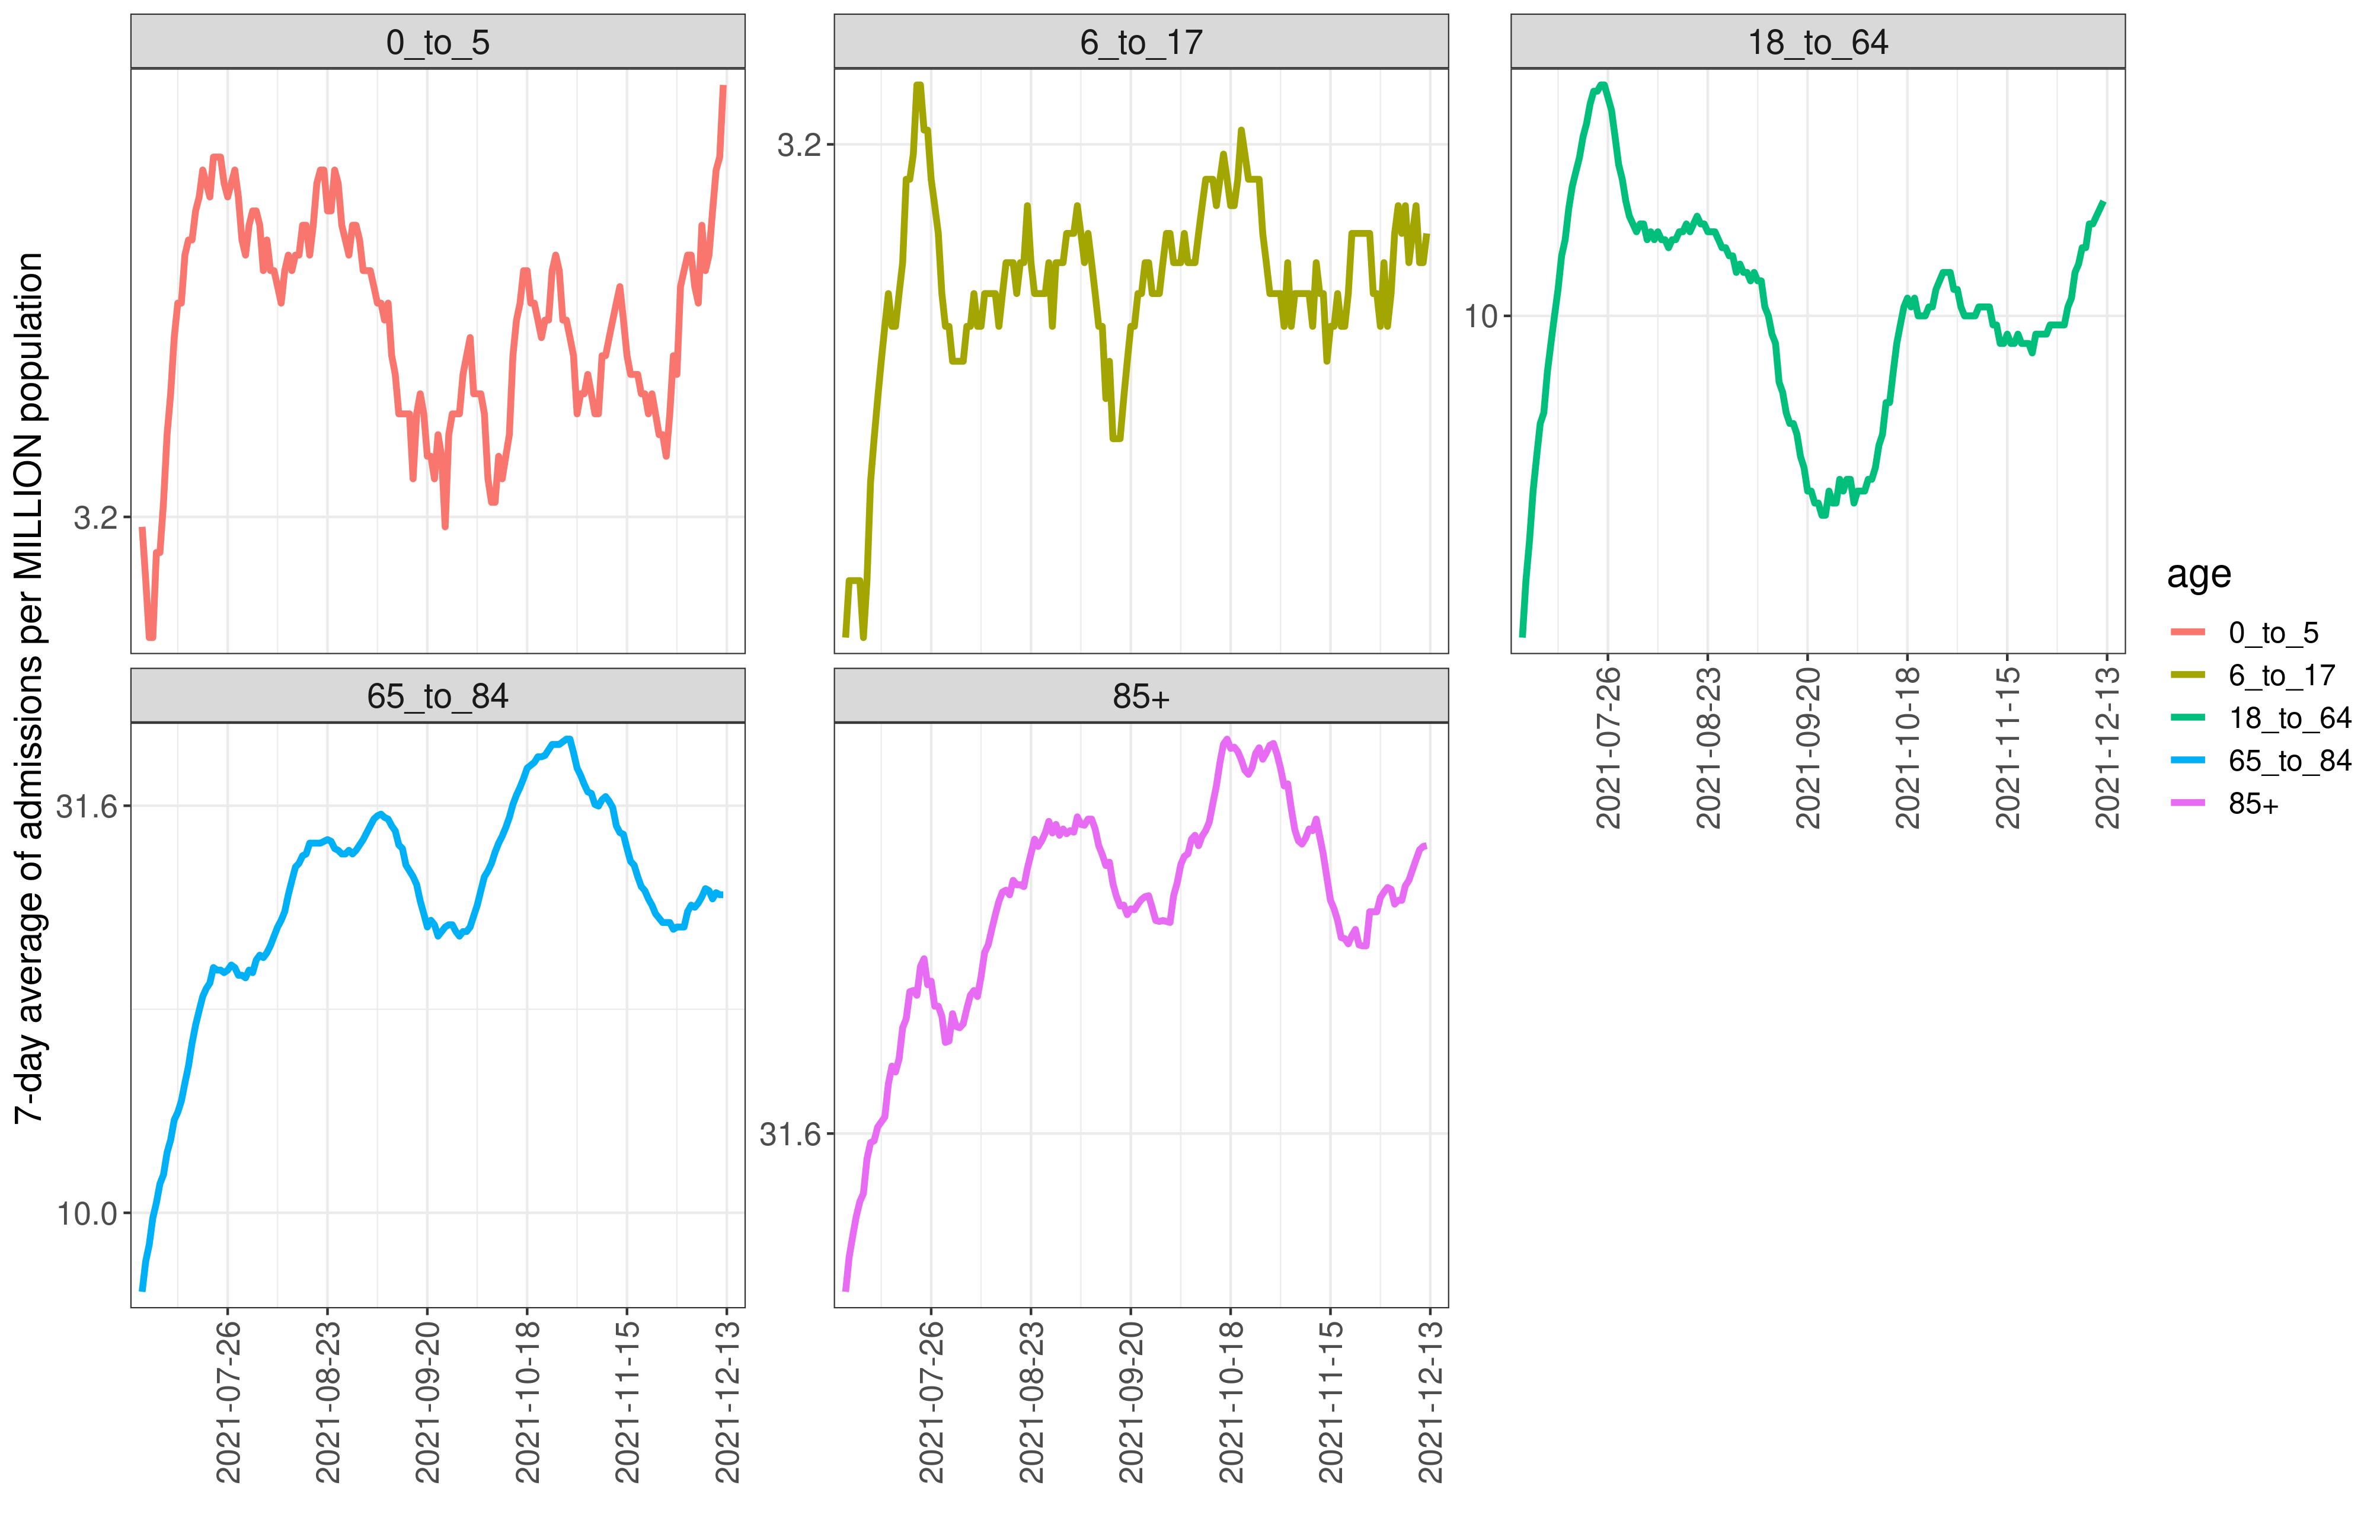 0_to_5
6_to_17
18_to_64
7-day average of admissions per MILLION population
3.2
3.2
10
2021-07-26
2021-08-23
2021-09-20
2021-10-18
2021-11-15
2021-12-13
age
0_to_5
6_to_17
18_to_64
65_to_84
85+
65_to_84
85+
31.6
10.0
31.6
2021-07-26
2021-08-23
2021-09-20
2021-10-18
2021-11-15
2021-12-13
2021-07-26
2021-08-23
2021-09-20
2021-10-18
2021-11-15
2021-12-13